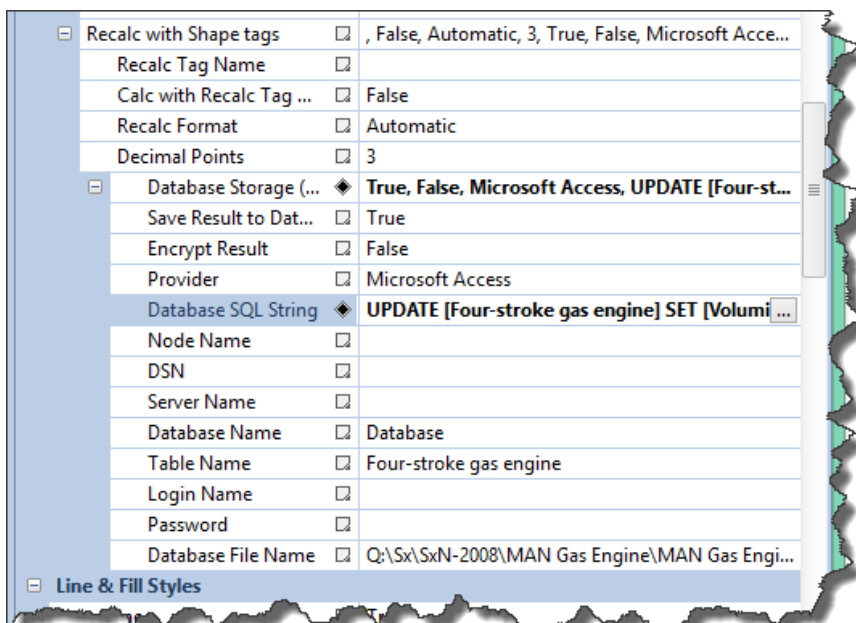 Recalc with Shape tags , False, Automatic, 3, True, False, Microsoft Acce...
Recalc Tag Name
Calc with Recalc Tag ... False
Recalc Format Automatic
Decimal Points 3
Database Storage (... True, False, Microsoft Access, UPDATE [Four-st...
Save Result to Dat... True
Encrypt Result False
Provider Microsoft Access
Database SQL String UPDATE [Four-stroke gas engine] SET [Volumi ...
Node Name
DSN
Server Name
Database Name Database
Table Name Four-stroke gas engine
Login Name
Password
Database File Name Q:\Sx\SxN-2008\MAN Gas Engine\MAN Gas Engi...
Line & Fill Styles